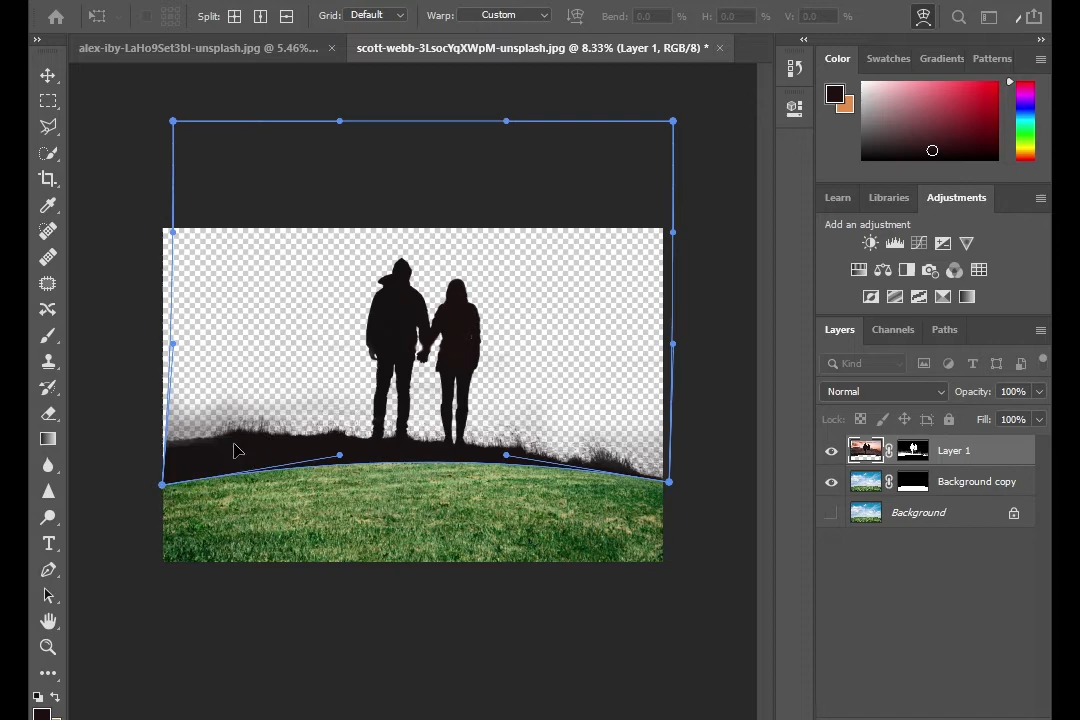 Split: Grid: Default Warp: Custom Bend: 0.0 % H: 0.0 % V: 0.0 %
alex-iby-LaHo9Set3bI-unsplash.jpg @ 5.46%... × scott-webb-3LsocYqXWpM-unsplash.jpg @ 8.33% (Layer 1, RGB/8) * ×
Color Swatches Gradients Patterns
Learn Libraries Adjustments
Add an adjustment
Layers Channels Paths
Kind
Normal Opacity: 100%
Lock: Fill: 100%
Layer 1
Background copy
Background